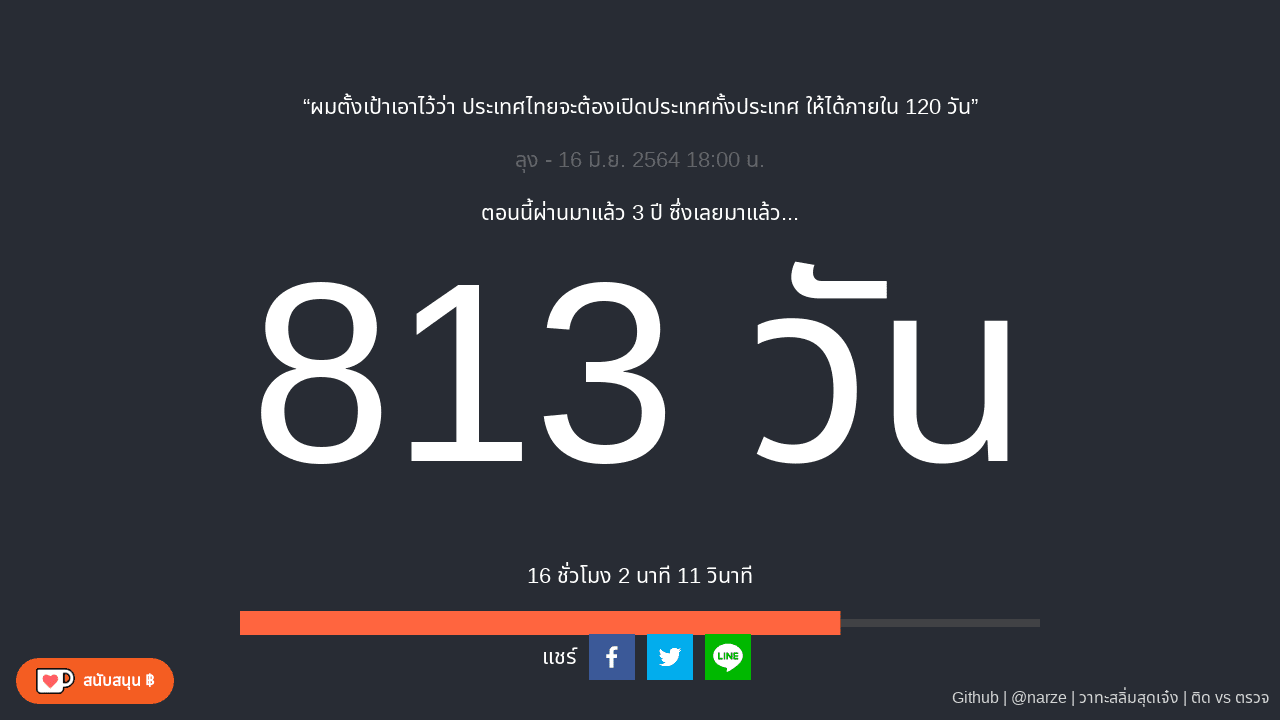 “ผมตั้งเป้าเอาไว้ว่า ประเทศไทยจะต้องเปิดประเทศทั้งประเทศ ให้ได้ภายใน 120 วัน”
ลุง - 16 มิ.ย. 2564 18:00 น.
ตอนนี้ผ่านมาแล้ว 3 ปี ซึ่งเลยมาแล้ว...
813 วัน
16 ชั่วโมง 2 นาที 11 วินาที
แชร์
LINE
สนับสนุน ฿
Github | @narze | วาทะสลิ่มสุดเจ๋ง | ติด vs ตรวจ